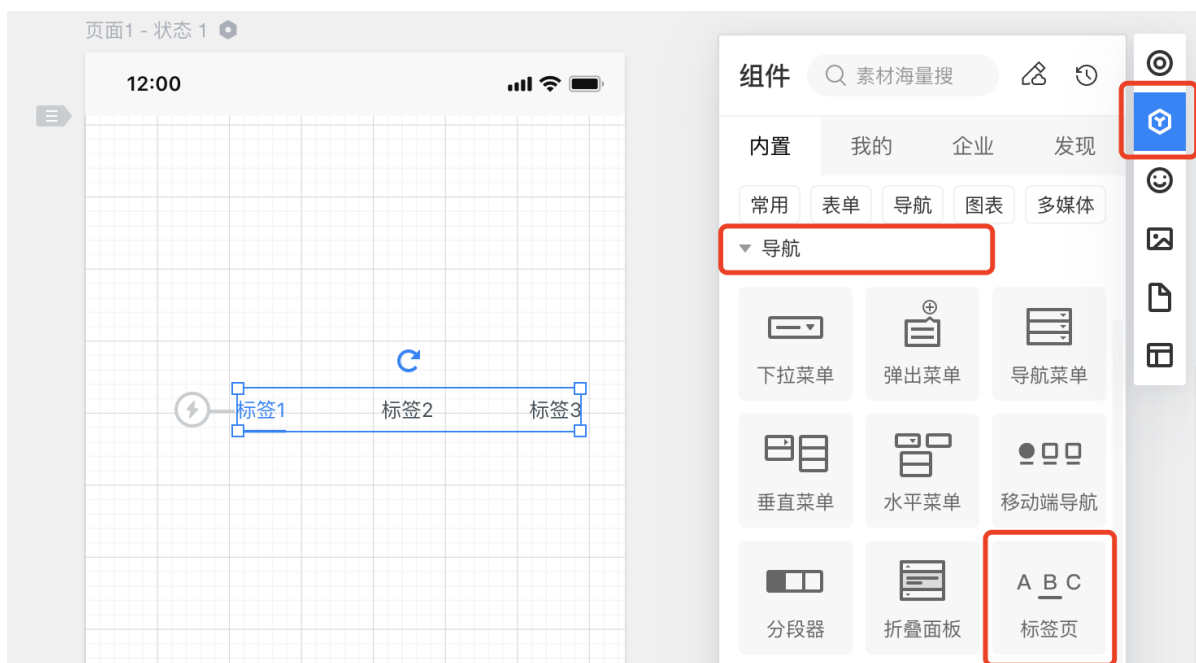 页面1 - 状态 1
12:00
标签1 标签2 标签3
组件 素材海量搜
内置 我的 企业 发现
常用 表单 导航 图表 多媒体
导航
下拉菜单 弹出菜单 导航菜单
垂直菜单 水平菜单 移动端导航
A B C
分段器 折叠面板 标签页